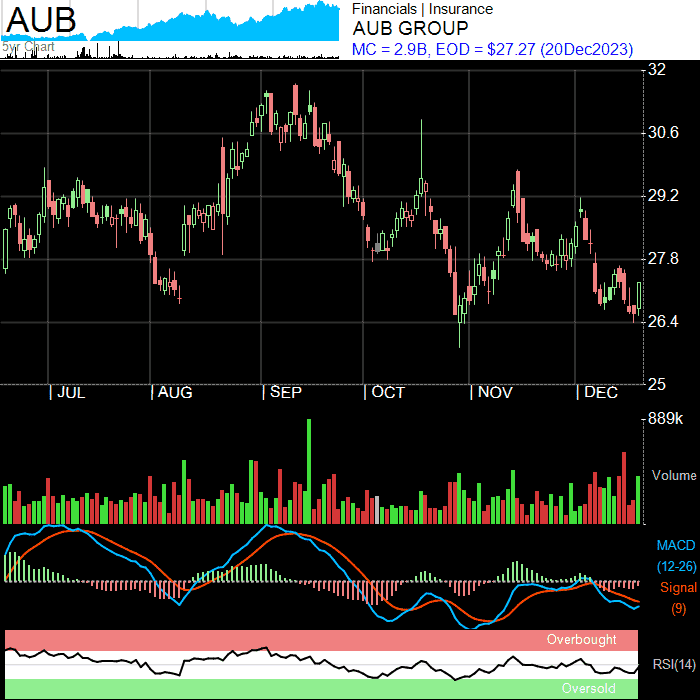 AUB
5yr Chart
Financials | Insurance
AUB GROUP
MC = 2.9B, EOD = $27.27 (20Dec2023)
32
30.6
29.2
27.8
26.4
25
| JUL | AUG | SEP | OCT | NOV | DEC
889k
Volume
MACD
(12-26)
Signal
(9)
Overbought
RSI(14)
Oversold